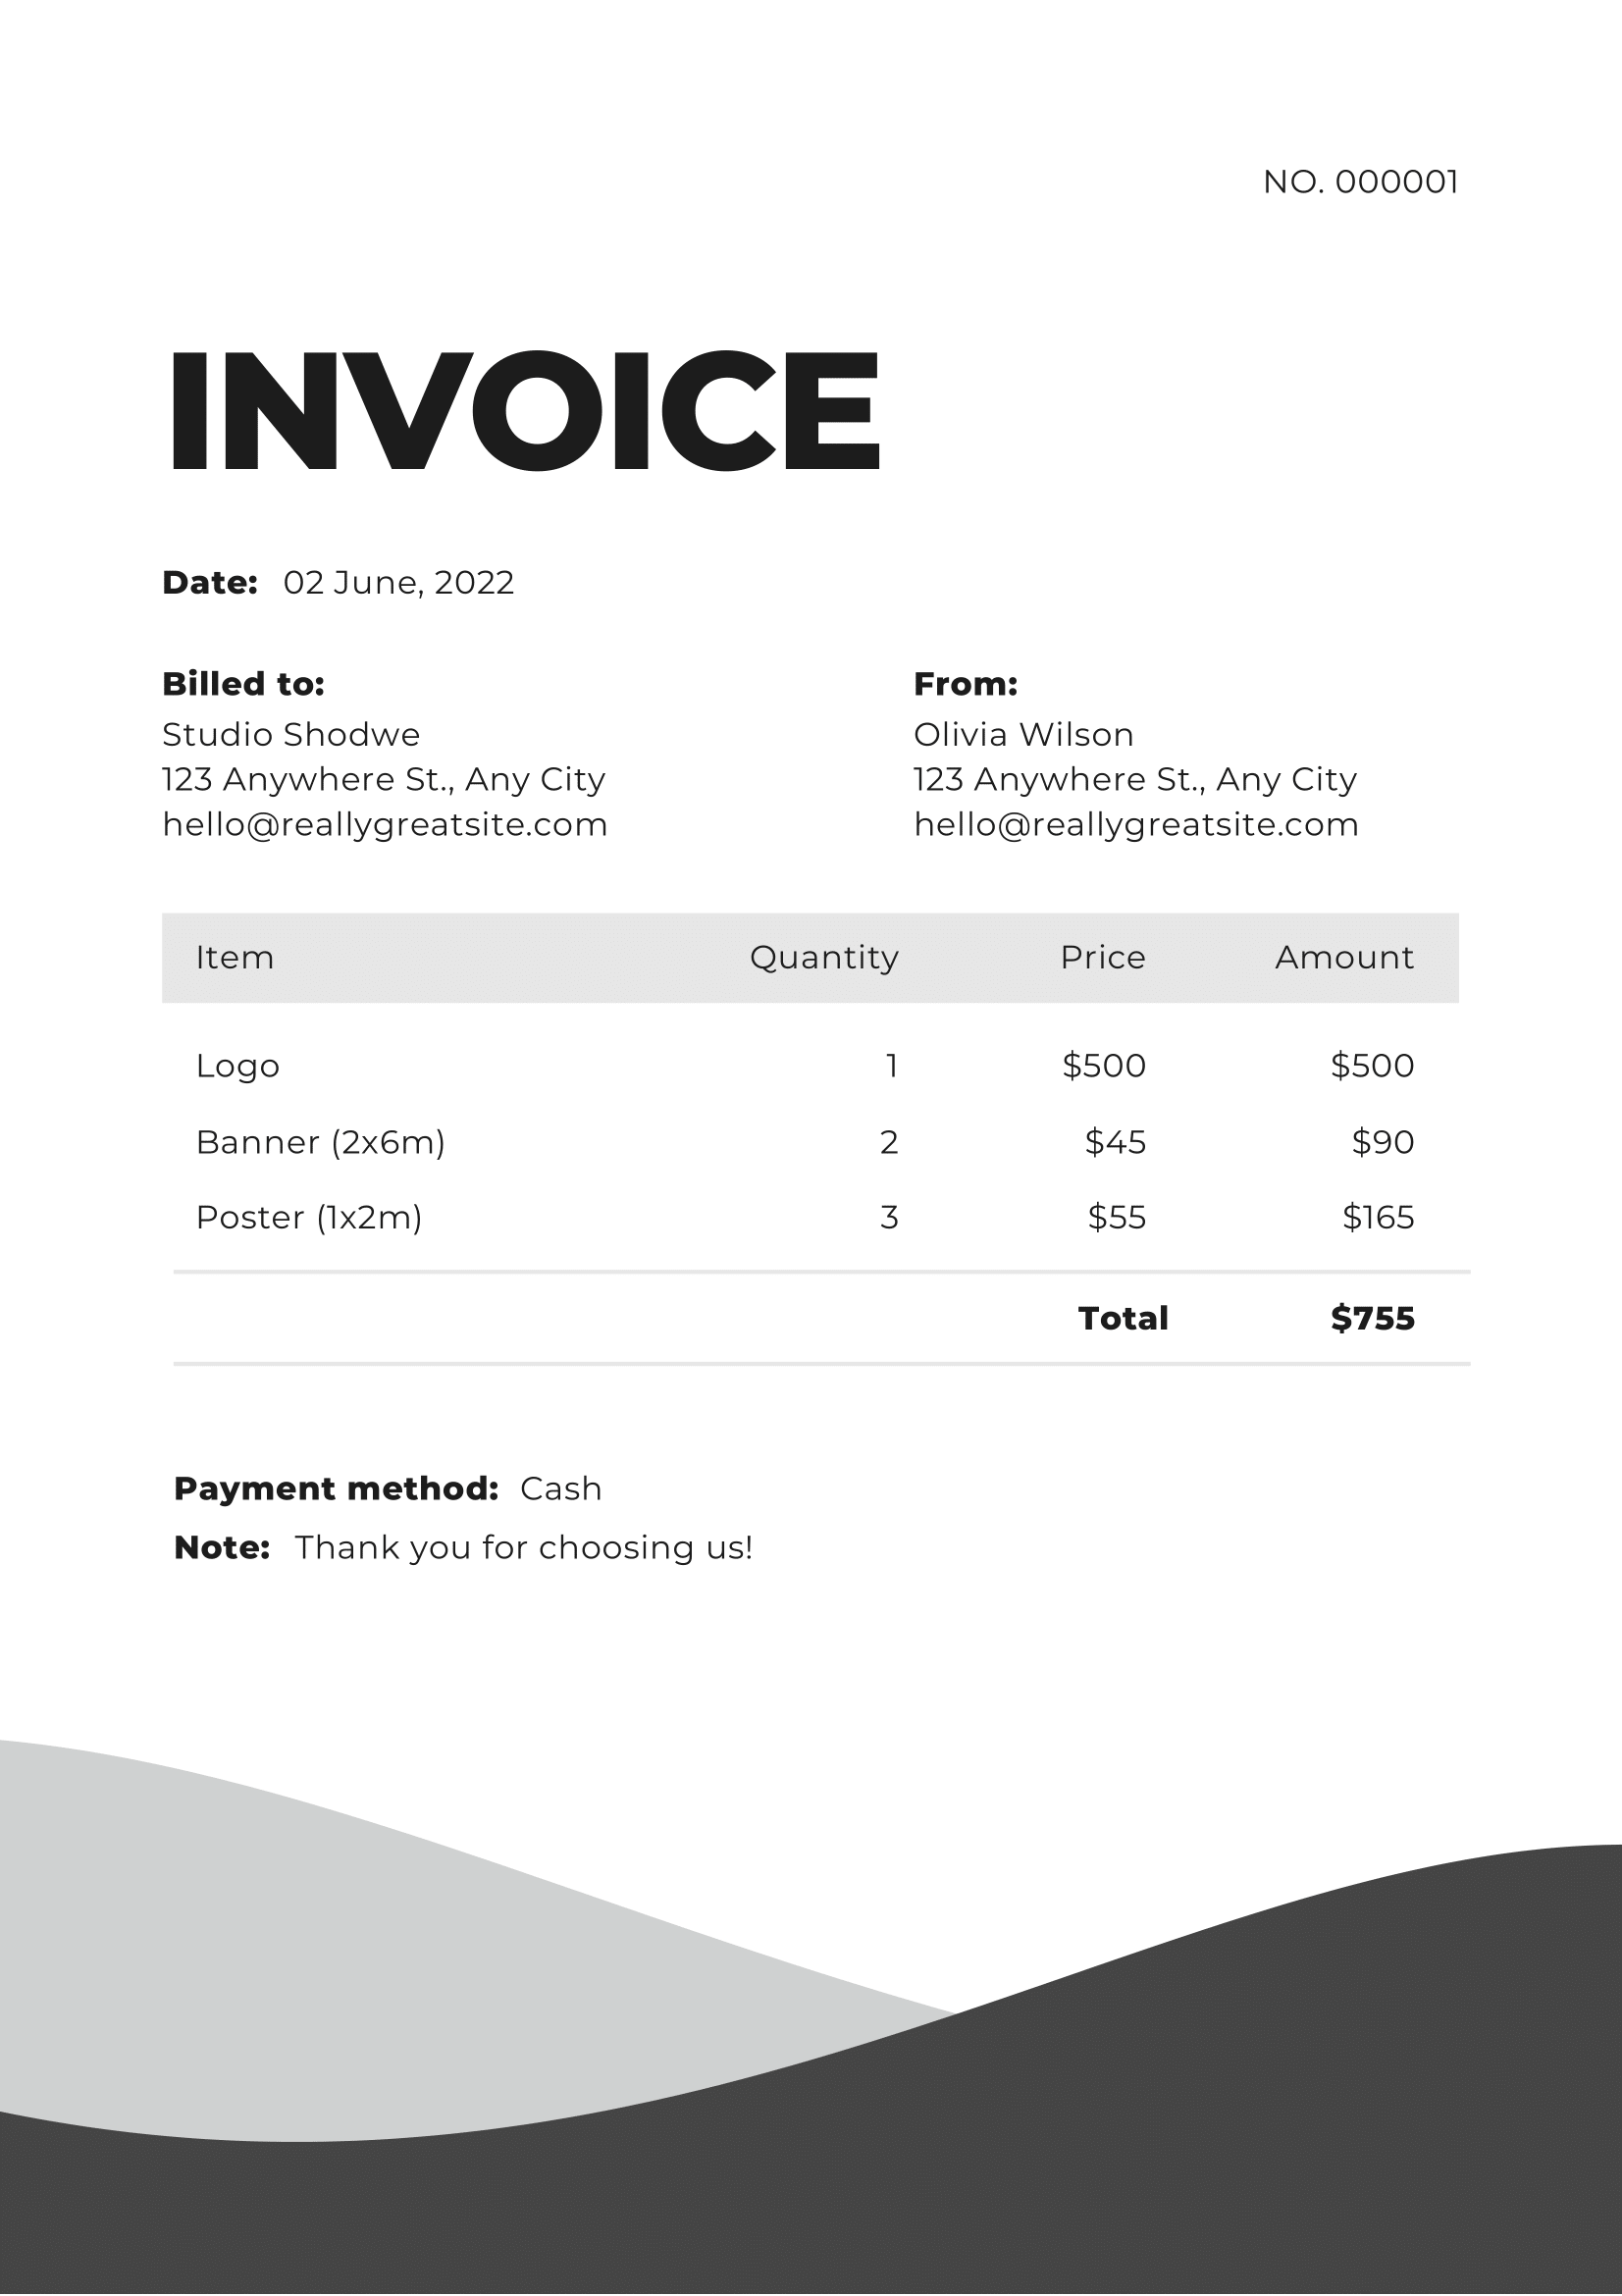 NO. 000001
INVOICE
Date: 02 June, 2022
Billed to:
Studio Shodwe
123 Anywhere St., Any City
hello@reallygreatsite.com
From:
Olivia Wilson
123 Anywhere St., Any City
hello@reallygreatsite.com
Item Quantity Price Amount
Logo 1 $500 $500
Banner (2x6m) 2 $45 $90
Poster (1x2m) 3 $55 $165
Total $755
Payment method: Cash
Note: Thank you for choosing us!